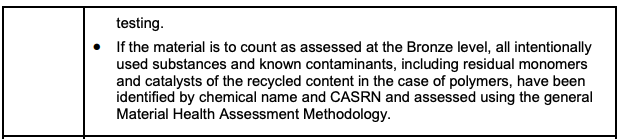 testing.
• If the material is to count as assessed at the Bronze level, all intentionally
used substances and known contaminants, including residual monomers
and catalysts of the recycled content in the case of polymers, have been
identified by chemical name and CASRN and assessed using the general
Material Health Assessment Methodology.